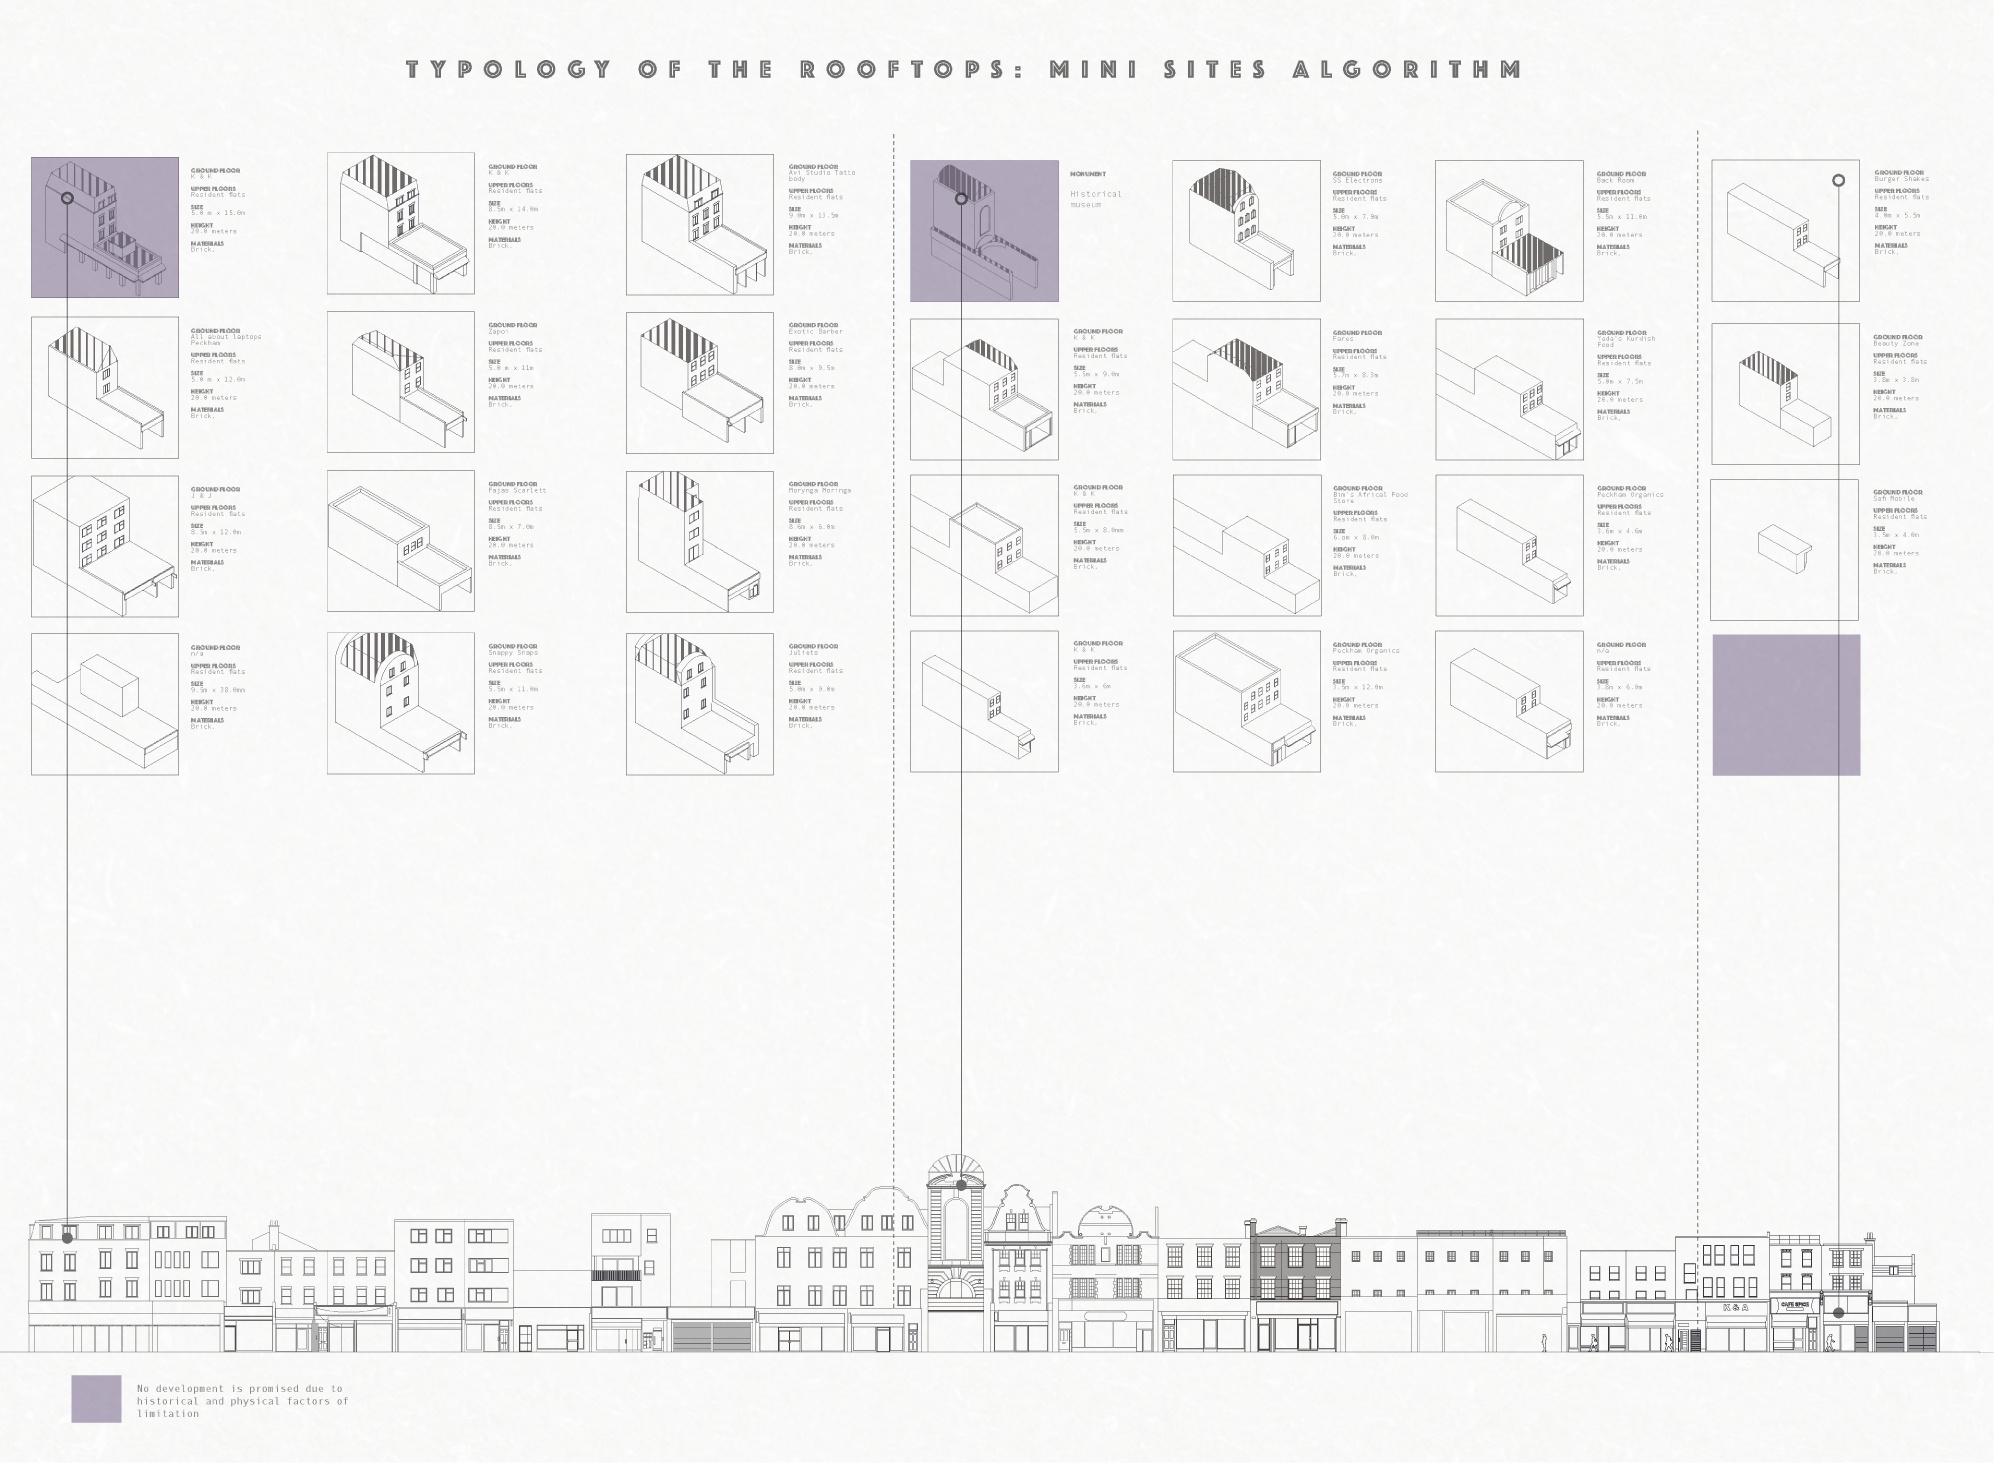 TYPOLOGY OF THE ROOFTOPS: MINI SITES ALGORITHM
GROUND FLOOR
K & K
UPPER FLOORS
Resident flats
SIZE
5.0 m x 15.0m
HEIGHT
20.0 meters
MATERIALS
Brick.
GROUND FLOOR
K & K
UPPER FLOORS
Resident flats
SIZE
8.5m x 14.0m
HEIGHT
20.0 meters
MATERIALS
Brick.
GROUND FLOOR
Avi Studio Tatto
body
UPPER FLOORS
Resident flats
SIZE
9.0m x 13.5m
HEIGHT
20.0 meters
MATERIALS
Brick.
MONUMENT
Historical
museum
GROUND FLOOR
SS Electrons
UPPER FLOORS
Resident flats
SIZE
5.0m x 7.9m
HEIGHT
20.0 meters
MATERIALS
Brick.
GROUND FLOOR
Back Room
UPPER FLOORS
Resident flats
SIZE
5.5m x 11.0m
HEIGHT
20.0 meters
MATERIALS
Brick.
GROUND FLOOR
Burger Shakes
UPPER FLOORS
Resident flats
SIZE
4.0m x 5.5m
HEIGHT
20.0 meters
MATERIALS
Brick.
GROUND FLOOR
All about laptops
Peckham
UPPER FLOORS
Resident flats
SIZE
5.0 m x 12.0m
HEIGHT
20.0 meters
MATERIALS
Brick.
GROUND FLOOR
Zapoi
UPPER FLOORS
Resident flats
SIZE
5.0 m x 11m
HEIGHT
20.0 meters
MATERIALS
Brick.
GROUND FLOOR
Exotic Barber
UPPER FLOORS
Resident flats
SIZE
8.0m x 9.5m
HEIGHT
20.0 meters
MATERIALS
Brick.
GROUND FLOOR
K & K
UPPER FLOORS
Resident flats
SIZE
5.5m x 9.0m
HEIGHT
20.0 meters
MATERIALS
Brick.
GROUND FLOOR
Fares
UPPER FLOORS
Resident flats
SIZE
5.7m x 8.3m
HEIGHT
20.0 meters
MATERIALS
Brick.
GROUND FLOOR
Yada's Kurdish
Food
UPPER FLOORS
Resident flats
SIZE
5.0m x 7.5m
HEIGHT
20.0 meters
MATERIALS
Brick.
GROUND FLOOR
Beauty Zone
UPPER FLOORS
Resident flats
SIZE
3.8m x 3.8m
HEIGHT
20.0 meters
MATERIALS
Brick.
GROUND FLOOR
J & J
UPPER FLOORS
Resident flats
SIZE
8.5m x 12.0m
HEIGHT
20.0 meters
MATERIALS
Brick.
GROUND FLOOR
Pajas Scarlett
UPPER FLOORS
Resident flats
SIZE
8.5m x 7.0m
HEIGHT
20.0 meters
MATERIALS
Brick.
GROUND FLOOR
Morynga Moringa
UPPER FLOORS
Resident flats
SIZE
8.6m x 6.0m
HEIGHT
20.0 meters
MATERIALS
Brick.
GROUND FLOOR
K & K
UPPER FLOORS
Resident flats
SIZE
5.5m x 8.0mm
HEIGHT
20.0 meters
MATERIALS
Brick.
GROUND FLOOR
Bim's Africal Food
Store
UPPER FLOORS
Resident flats
SIZE
6.om x 8.0m
HEIGHT
20.0 meters
MATERIALS
Brick.
GROUND FLOOR
Peckham Organics
UPPER FLOORS
Resident flats
SIZE
3.6m x 4.6m
HEIGHT
20.0 meters
MATERIALS
Brick.
GROUND FLOOR
Safi Mobile
UPPER FLOORS
Resident flats
SIZE
3.5m x 4.0m
HEIGHT
20.0 meters
MATERIALS
Brick.
GROUND FLOOR
n/a
UPPER FLOORS
Resident flats
SIZE
9.5m x 38.0mm
HEIGHT
20.0 meters
MATERIALS
Brick.
GROUND FLOOR
Snappy Snaps
UPPER FLOORS
Resident flats
SIZE
5.5m x 11.0m
HEIGHT
20.0 meters
MATERIALS
Brick.
GROUND FLOOR
Juliets
UPPER FLOORS
Resident flats
SIZE
5.0m x 9.0m
HEIGHT
20.0 meters
MATERIALS
Brick.
GROUND FLOOR
K & K
UPPER FLOORS
Resident flats
SIZE
3.6m x 6m
HEIGHT
20.0 meters
MATERIALS
Brick.
GROUND FLOOR
Peckham Organics
UPPER FLOORS
Resident flats
SIZE
3.5m x 12.0m
HEIGHT
20.0 meters
MATERIALS
Brick.
GROUND FLOOR
n/a
UPPER FLOORS
Resident flats
SIZE
3.8m x 6.0m
HEIGHT
20.0 meters
MATERIALS
Brick.
K & A
CAFE SPICE
No development is promised due to
historical and physical factors of
limitation